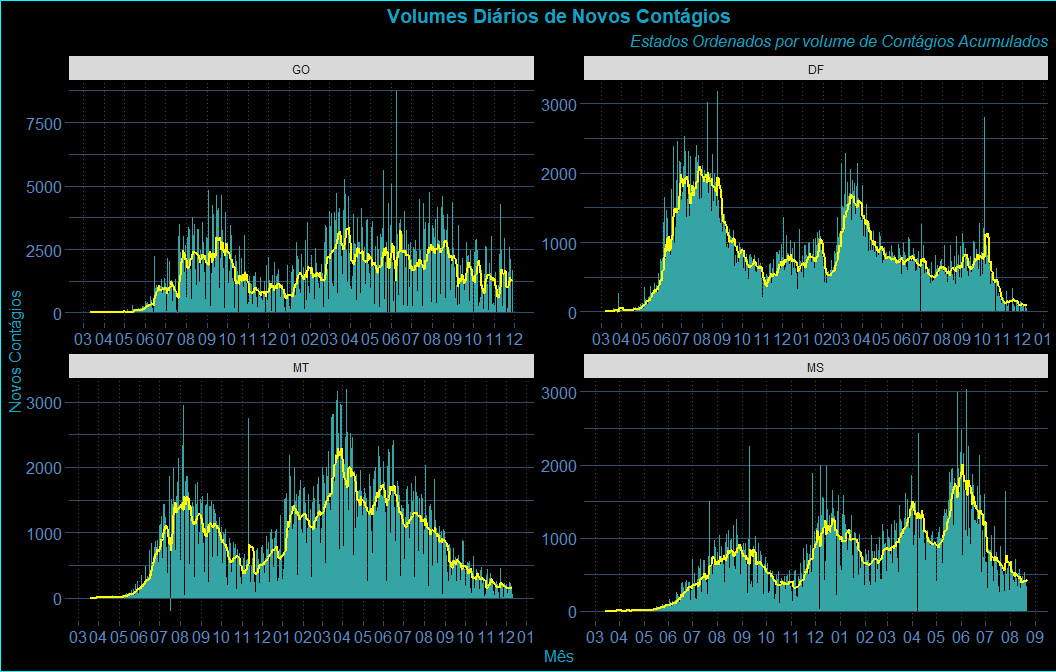 Volumes Diários de Novos Contágios
Estados Ordenados por volume de Contágios Acumulados
GO
7500
5000
2500
0
03 04 05 06 07 08 09 10 11 12 01 02 03 04 05 06 07 08 09 10 11 12
DF
3000
2000
1000
0
03 04 05 06 07 08 09 10 11 12 01 02 03 04 05 06 07 08 09 10 11 12 01
MT
3000
2000
1000
0
03 04 05 06 07 08 09 10 11 12 01 02 03 04 05 06 07 08 09 10 11 12 01
MS
3000
2000
1000
0
03 04 05 06 07 08 09 10 11 12 01 02 03 04 05 06 07 08 09
Novos Contágios
Mês